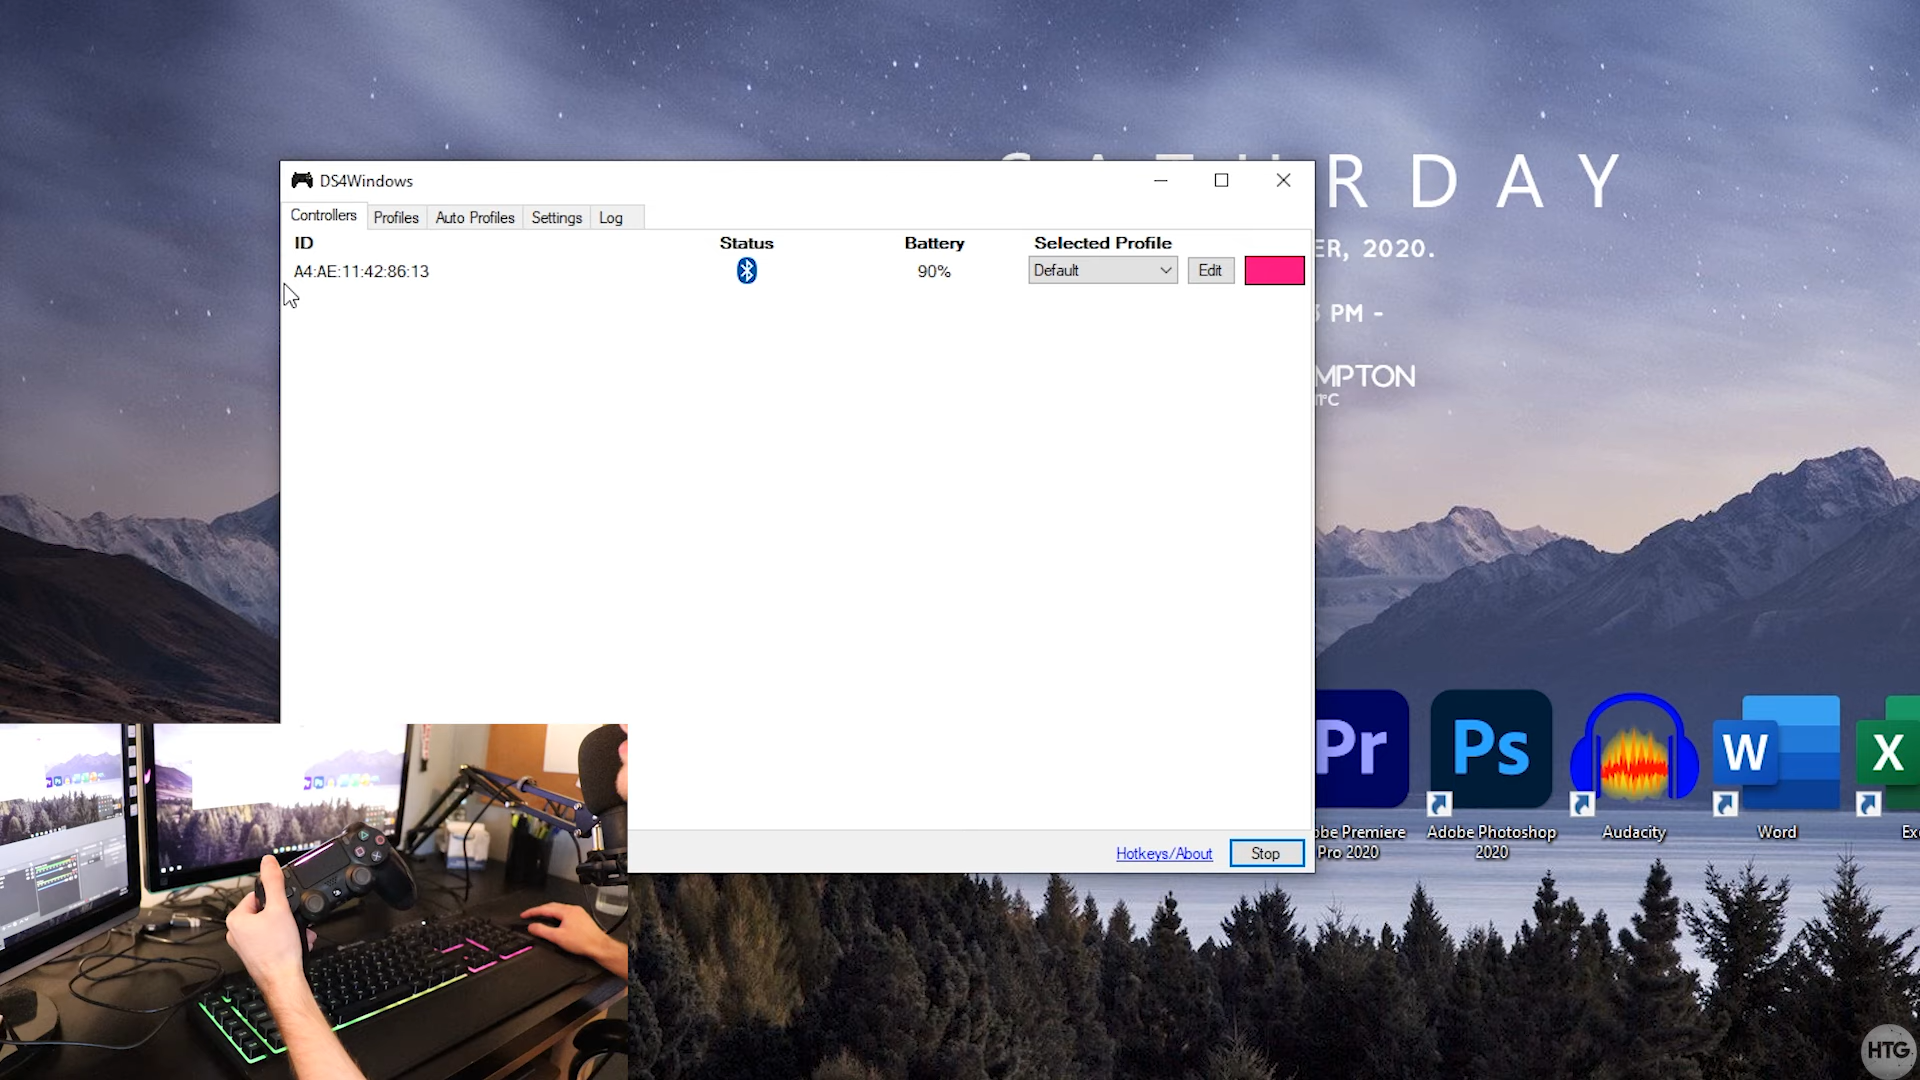 SATURDAY
ER, 2020.
PM -
MPTON
DS4Windows
Controllers
Profiles
Auto Profiles
Settings
Log
ID
Status
Battery
Selected Profile
A4:AE:11:42:86:13
90%
Default
Edit
Hotkeys/About
Stop
Pr
Ps
W
X
obe Premiere
Pro 2020
Adobe Photoshop
2020
Audacity
Word
Exc
HTG